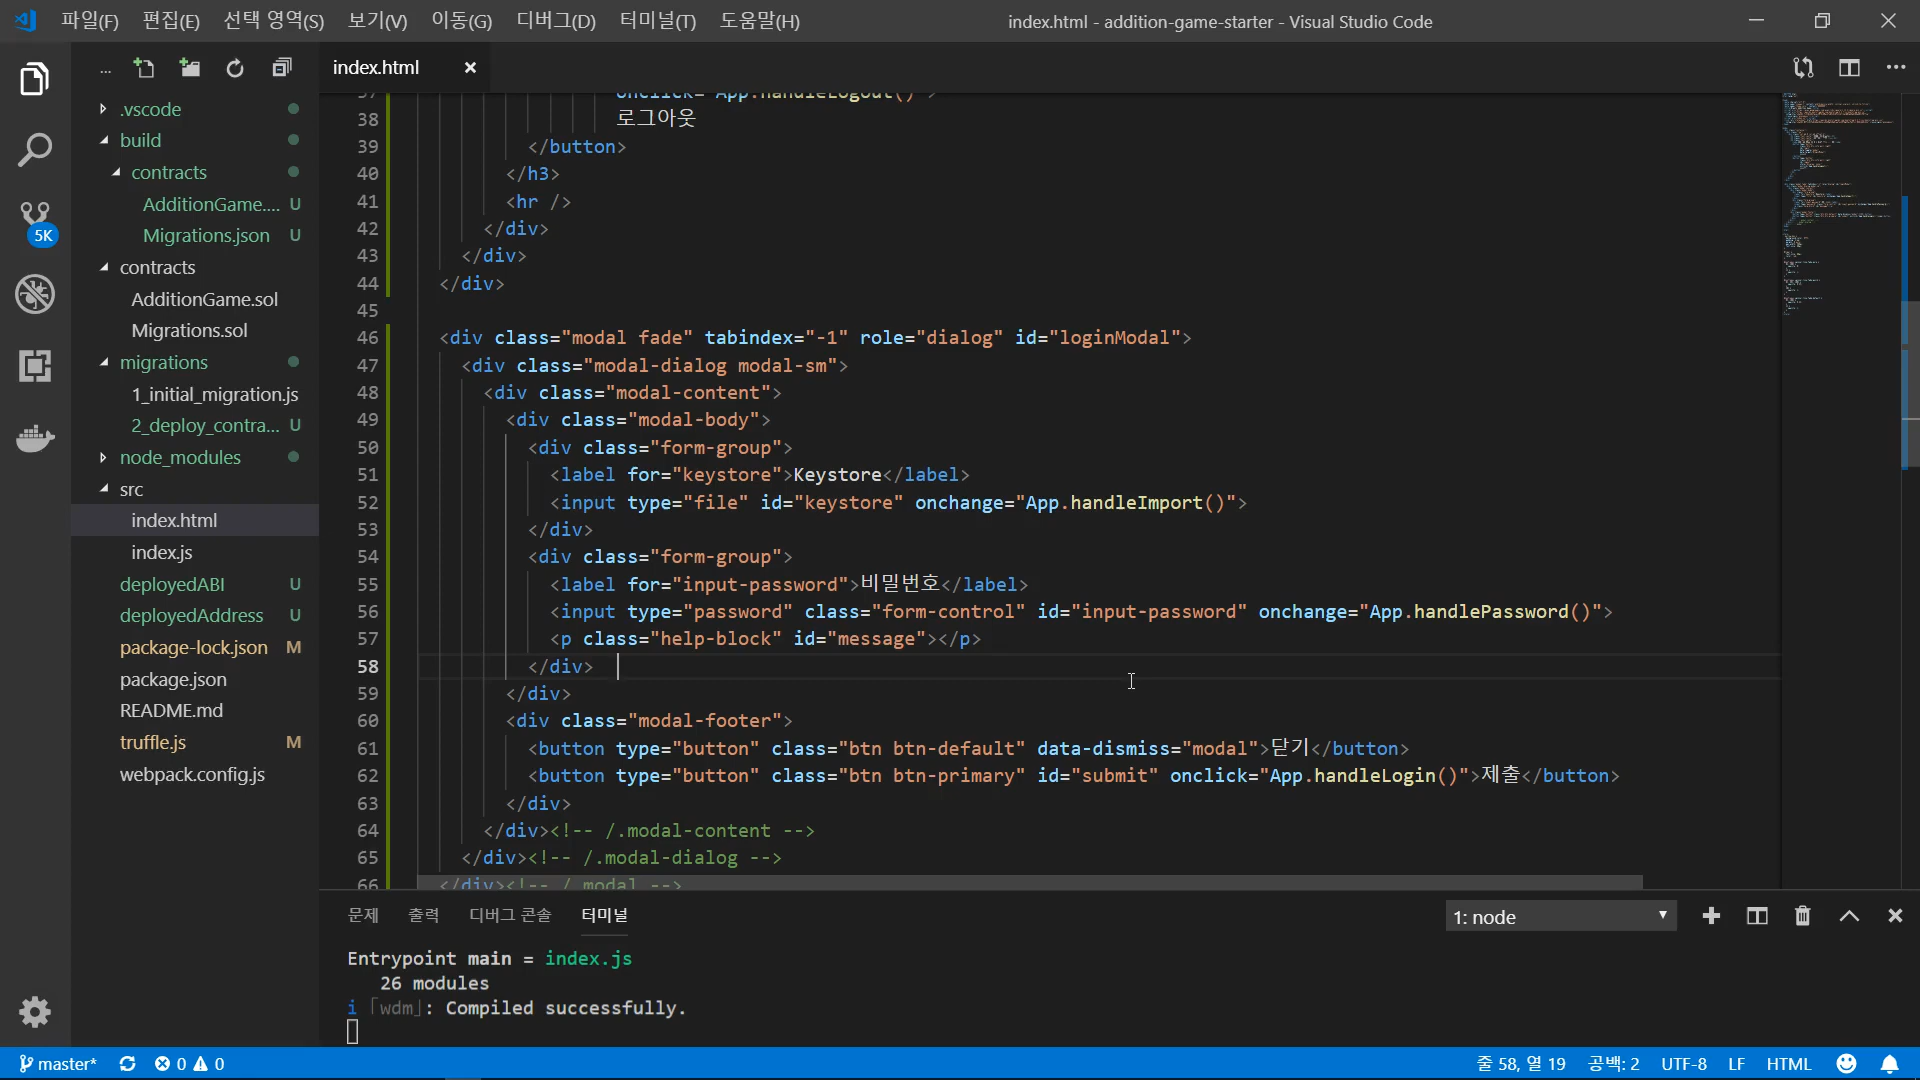 파일(F) 편집(E) 선택 영역(S) 보기(V) 이동(G) 디버그(D) 터미널(T) 도움말(H)
index.html - addition-game-starter - Visual Studio Code
index.html
.vscode
build
contracts
AdditionGame.... U
Migrations.json U
contracts
AdditionGame.sol
Migrations.sol
migrations
1_initial_migration.js
2_deploy_contra... U
node_modules
src
index.html
index.js
deployedABI U
deployedAddress U
package-lock.json M
package.json
README.md
truffle.js M
webpack.config.js
5K
37 onclick="App.handleLogout()">
38 로그아웃
39 </button>
40 </h3>
41 <hr />
42 </div>
43 </div>
44 </div>
45
46 <div class="modal fade" tabindex="-1" role="dialog" id="loginModal">
47 <div class="modal-dialog modal-sm">
48 <div class="modal-content">
49 <div class="modal-body">
50 <div class="form-group">
51 <label for="keystore">Keystore</label>
52 <input type="file" id="keystore" onchange="App.handleImport()">
53 </div>
54 <div class="form-group">
55 <label for="input-password">비밀번호</label>
56 <input type="password" class="form-control" id="input-password" onchange="App.handlePassword()">
57 <p class="help-block" id="message"></p>
58 </div>
59 </div>
60 <div class="modal-footer">
61 <button type="button" class="btn btn-default" data-dismiss="modal">닫기</button>
62 <button type="button" class="btn btn-primary" id="submit" onclick="App.handleLogin()">제출</button>
63 </div>
64 </div><!-- /.modal-content -->
65 </div><!-- /.modal-dialog -->
66 </div><!-- /.modal -->
문제 출력 디버그 콘솔 터미널
1: node
Entrypoint main = index.js
26 modules
i ｢wdm｣: Compiled successfully.
master* 0 0
줄 58, 열 19 공백: 2 UTF-8 LF HTML